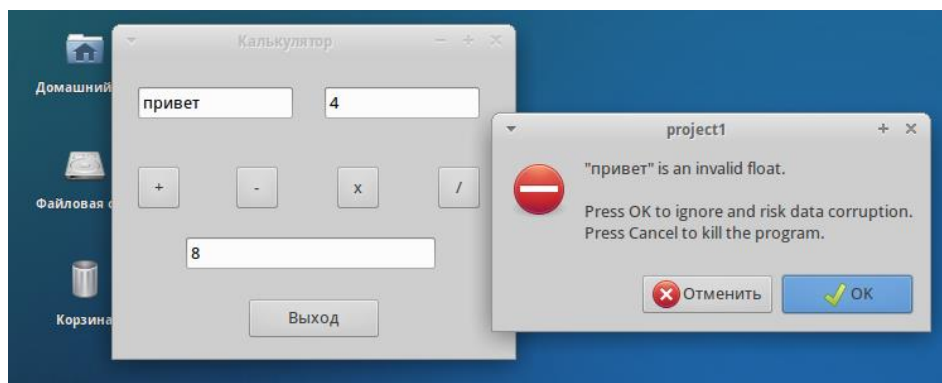 Домашний
Файловая с
Корзина
Калькулятор
привет
4
+
-
x
/
8
Выход
project1
"привет" is an invalid float.
Press OK to ignore and risk data corruption.
Press Cancel to kill the program.
Отменить
OK